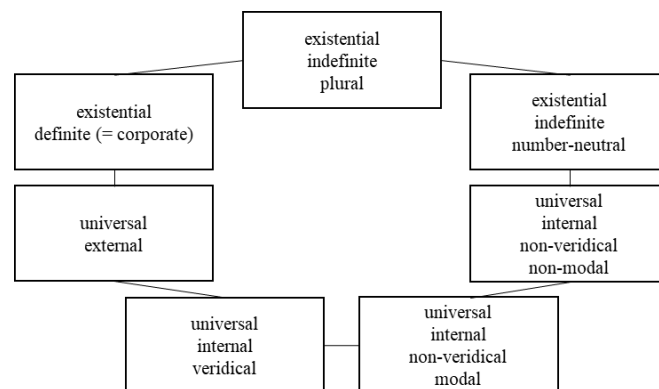 existential
indefinite
plural
existential
definite (= corporate)
existential
indefinite
number-neutral
universal
external
universal
internal
non-veridical
non-modal
universal
internal
veridical
universal
internal
non-veridical
modal